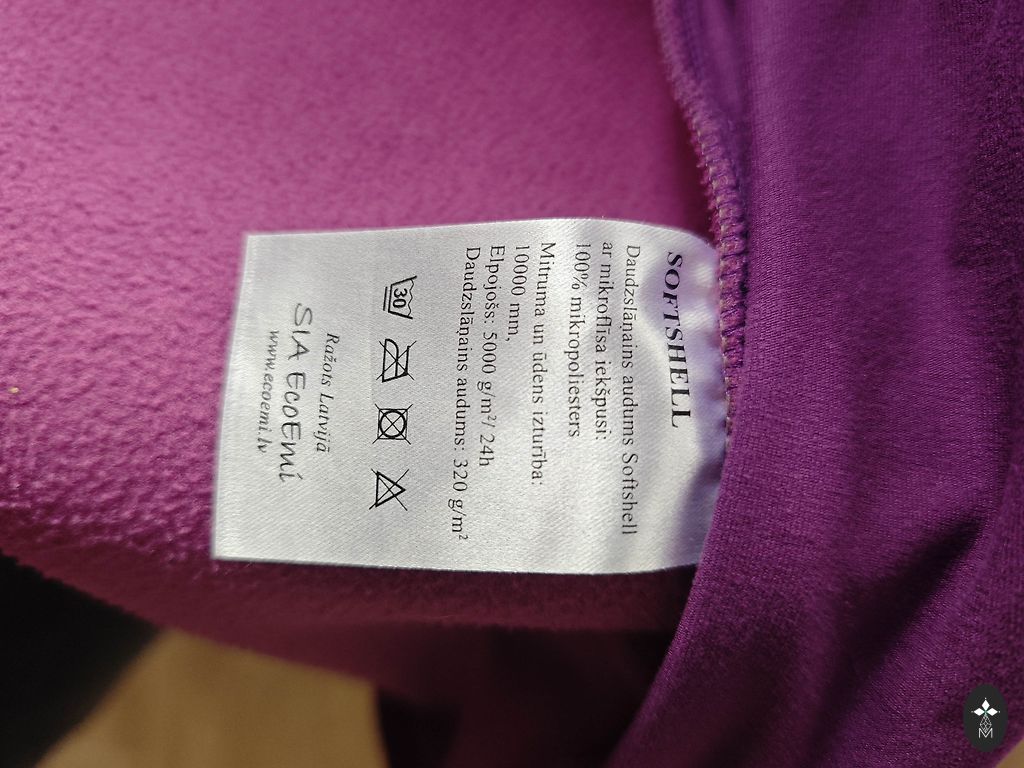 SOFTSHELL
Daudzslāņains audums Softshell
ar mikroflīsa iekšpusi:
100% mikropoliesters
Mitruma un ūdens izturība:
10000 mm,
Elpojošs: 5000 g/m²/ 24h
Daudzslāņains audums: 320 g/m²
30
Ražots Latvijā
SIA EcoEmi
www.ecoemi.lv
M